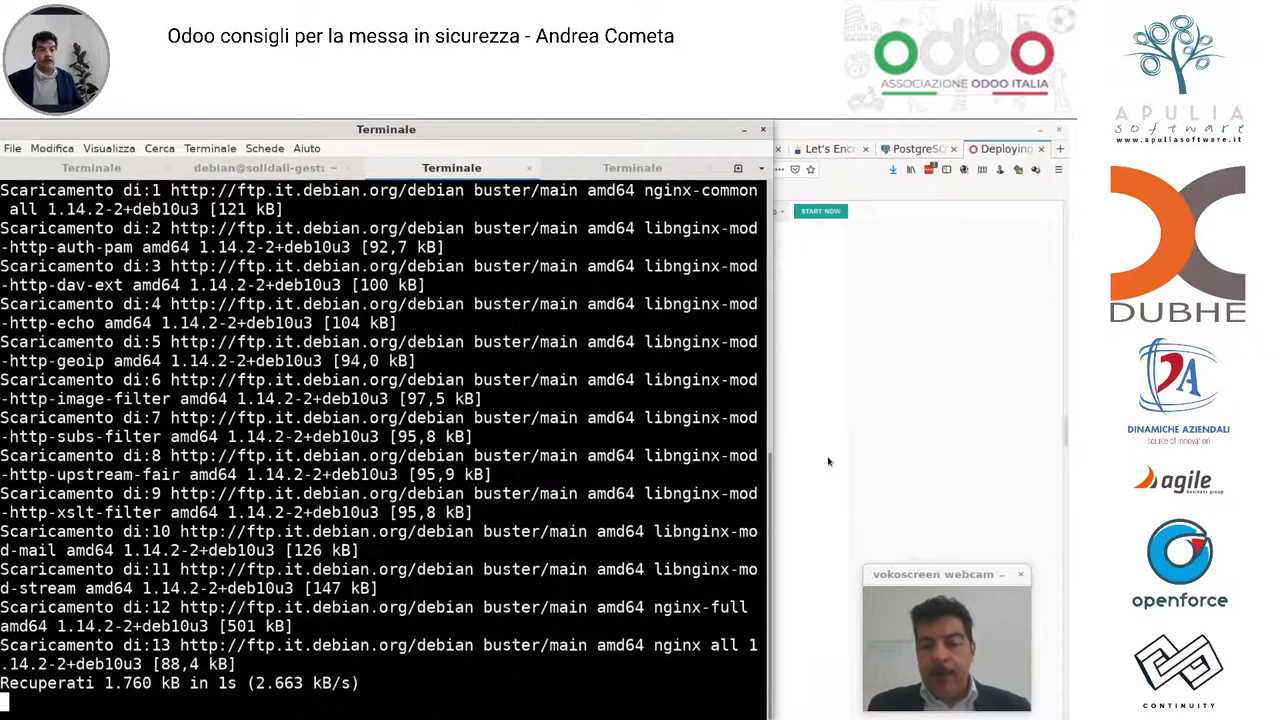 Odoo consigli per la messa in sicurezza - Andrea Cometa
odoo
ASSOCIAZIONE ODOO ITALIA
APULIA
software
www.apuliasoftware.it
Terminale
File Modifica Visualizza Cerca Terminale Schede Aiuto
Terminale debian@solidali-gest: Terminale Terminale
Let's Enc PostgreS Deploying
START NOW
Scaricamento di:1 http://ftp.it.debian.org/debian buster/main amd64 nginx-common
 all 1.14.2-2+deb10u3 [121 kB]
Scaricamento di:2 http://ftp.it.debian.org/debian buster/main amd64 libnginx-mod
-http-auth-pam amd64 1.14.2-2+deb10u3 [92,7 kB]
Scaricamento di:3 http://ftp.it.debian.org/debian buster/main amd64 libnginx-mod
-http-dav-ext amd64 1.14.2-2+deb10u3 [100 kB]
Scaricamento di:4 http://ftp.it.debian.org/debian buster/main amd64 libnginx-mod
-http-echo amd64 1.14.2-2+deb10u3 [104 kB]
Scaricamento di:5 http://ftp.it.debian.org/debian buster/main amd64 libnginx-mod
-http-geoip amd64 1.14.2-2+deb10u3 [94,0 kB]
Scaricamento di:6 http://ftp.it.debian.org/debian buster/main amd64 libnginx-mod
-http-image-filter amd64 1.14.2-2+deb10u3 [97,5 kB]
Scaricamento di:7 http://ftp.it.debian.org/debian buster/main amd64 libnginx-mod
-http-subs-filter amd64 1.14.2-2+deb10u3 [95,8 kB]
Scaricamento di:8 http://ftp.it.debian.org/debian buster/main amd64 libnginx-mod
-http-upstream-fair amd64 1.14.2-2+deb10u3 [95,9 kB]
Scaricamento di:9 http://ftp.it.debian.org/debian buster/main amd64 libnginx-mod
-http-xslt-filter amd64 1.14.2-2+deb10u3 [95,8 kB]
Scaricamento di:10 http://ftp.it.debian.org/debian buster/main amd64 libnginx-mo
d-mail amd64 1.14.2-2+deb10u3 [126 kB]
Scaricamento di:11 http://ftp.it.debian.org/debian buster/main amd64 libnginx-mo
d-stream amd64 1.14.2-2+deb10u3 [147 kB]
Scaricamento di:12 http://ftp.it.debian.org/debian buster/main amd64 nginx-full
amd64 1.14.2-2+deb10u3 [501 kB]
Scaricamento di:13 http://ftp.it.debian.org/debian buster/main amd64 nginx all 1
.14.2-2+deb10u3 [88,4 kB]
Recuperati 1.760 kB in 1s (2.663 kB/s)
vokoscreen webcam
DUBHE
DINAMICHE AZIENDALI
source of innovation
agile
business group
openforce
CONTINUITY